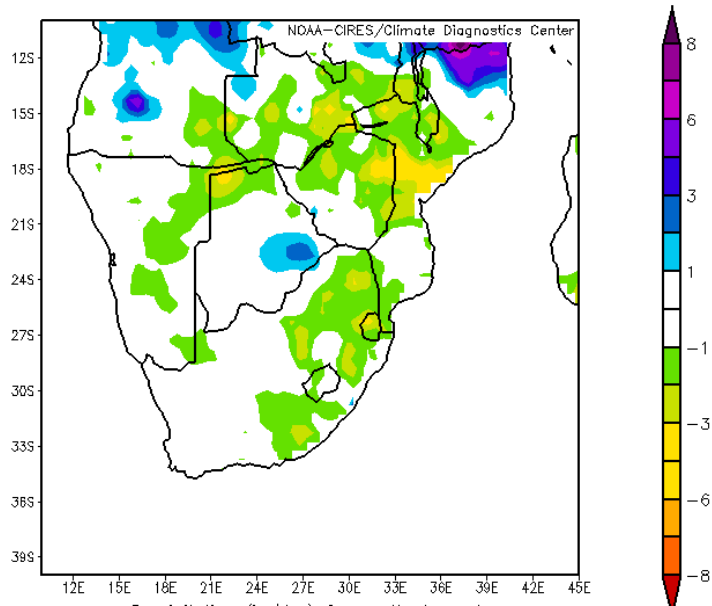 NOAA–CIRES/Climate Diagnostics Center
12S
15S
18S
21S
24S
27S
30S
33S
36S
39S
12E 15E 18E 21E 24E 27E 30E 33E 36E 39E 42E 45E
8
6
3
1
−1
−3
−6
−8